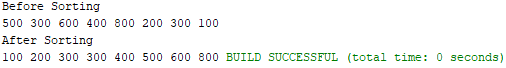 Before Sorting
500 300 600 400 800 200 300 100
After Sorting
100 200 300 300 400 500 600 800 BUILD SUCCESSFUL (total time: 0 seconds)